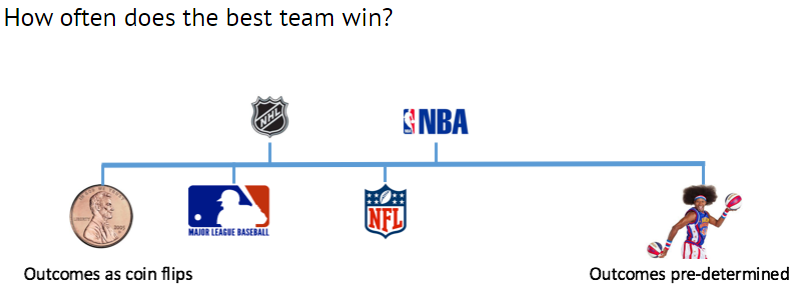 How often does the best team win?
NHL
NBA
MAJOR LEAGUE BASEBALL
NFL
Outcomes as coin flips
Outcomes pre-determined